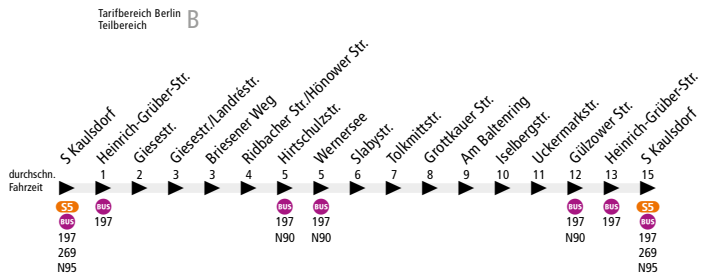 Tarifbereich Berlin
Teilbereich
B
S Kaulsdorf
Heinrich-Grüber-Str.
Giesestr.
Giesestr./Landréstr.
Briesener Weg
Ridbacher Str./Hönower Str.
Hirtschulzstr.
Wernersee
Slabystr.
Tolkmittstr.
Grottkauer Str.
Am Baltenring
Iselbergstr.
Uckermarkstr.
Gülzower Str.
Heinrich-Grüber-Str.
S Kaulsdorf
durchschn.
Fahrzeit
1 2 3 3 4 5 5 6 7 8 9 10 11 12 13 15
S5 BUS BUS BUS BUS BUS S5
BUS 197 197 197 197 197 BUS
197 N90 N90 N90 197
269 269
N95 N95